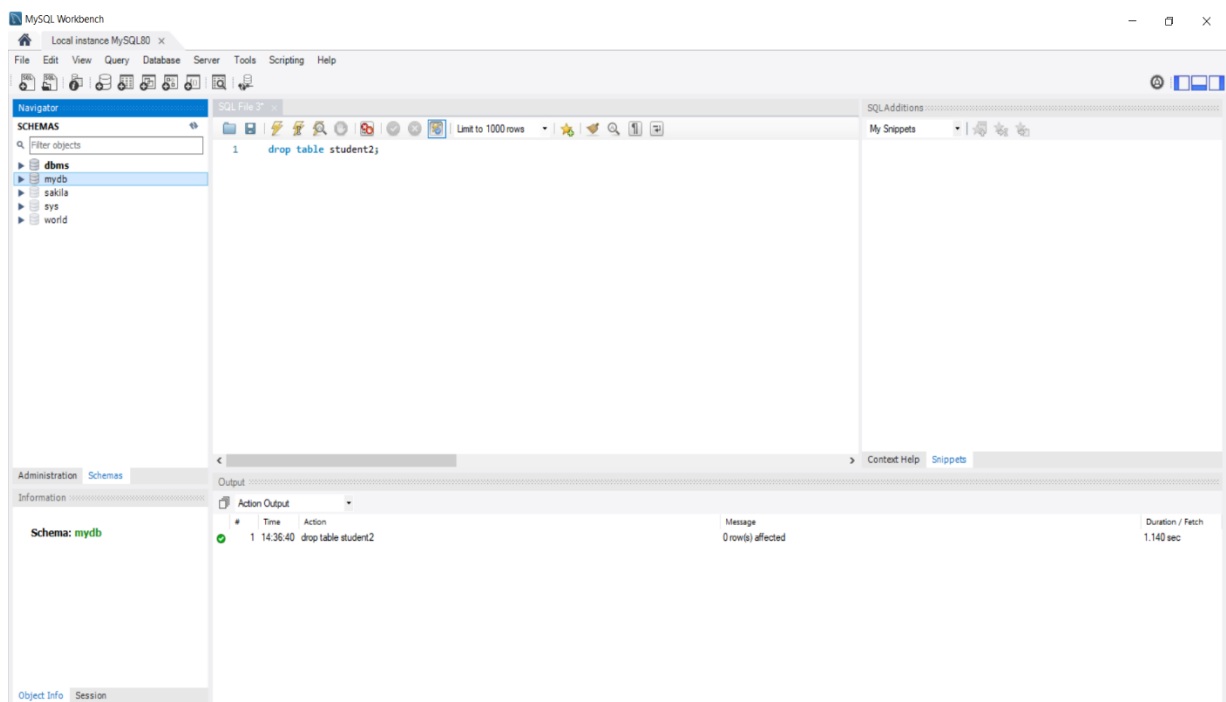 MySQL Workbench
Local instance MySQL80
File Edit View Query Database Server Tools Scripting Help
Navigator
SCHEMAS
Filter objects
dbms
mydb
sakila
sys
world
Administration Schemas
Information
Schema: mydb
Object Info Session
SQL File 3*
Limit to 1000 rows
1 drop table student2;
SQLAdditions
My Snippets
Context Help Snippets
Output
Action Output
# Time Action Message Duration / Fetch
1 14:36:40 drop table student2 0 row(s) affected 1.140 sec